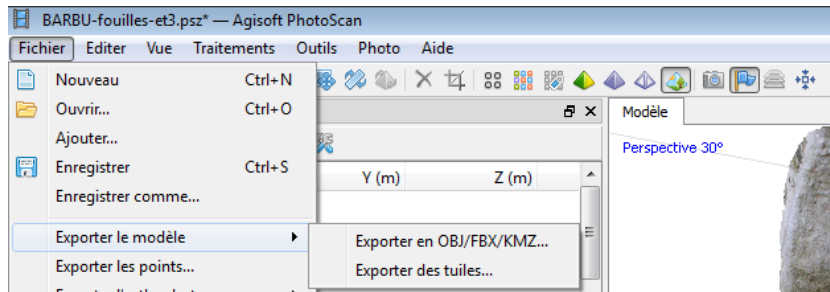 BARBU-fouilles-et3.psz* — Agisoft PhotoScan
Fichier Editer Vue Traitements Outils Photo Aide
Nouveau Ctrl+N
Ouvrir... Ctrl+O
Modèle
Ajouter...
Perspective 30°
Enregistrer Ctrl+S
Y (m) Z (m)
Enregistrer comme...
Exporter le modèle
Exporter en OBJ/FBX/KMZ...
Exporter les points...
Exporter des tuiles...